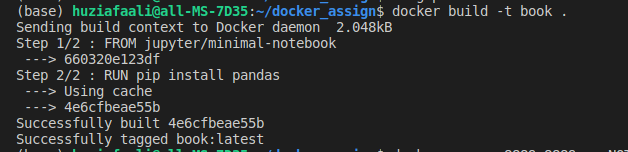 (base) huziafaali@all-MS-7D35:~/docker_assign$ docker build -t book .
Sending build context to Docker daemon  2.048kB
Step 1/2 : FROM jupyter/minimal-notebook
 ---> 660320e123df
Step 2/2 : RUN pip install pandas
 ---> Using cache
 ---> 4e6cfbeae55b
Successfully built 4e6cfbeae55b
Successfully tagged book:latest